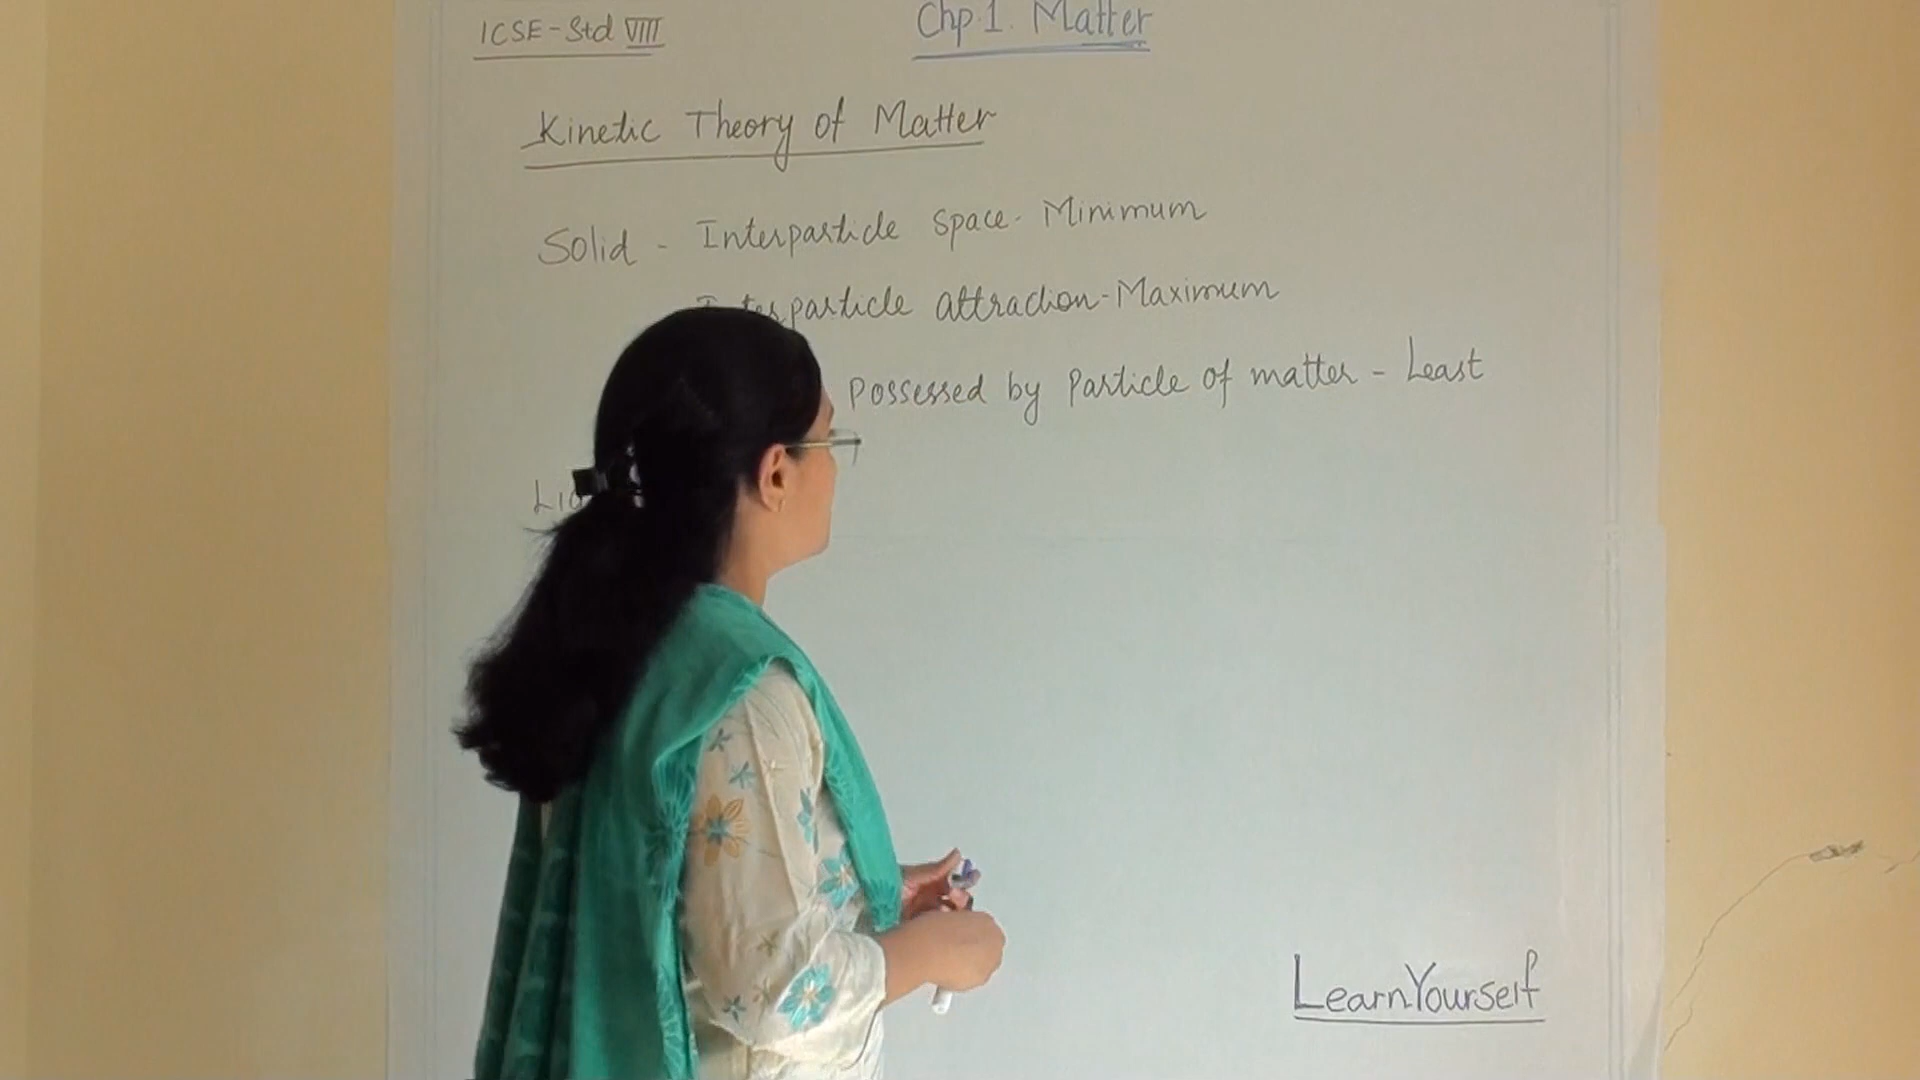 ICSE-Std VIII
Chp.1. Matter
Kinetic Theory of Matter
Solid - Interparticle Space - Minimum
Interparticle attraction - Maximum
Possessed by Particle of matter - Least
LearnYourself